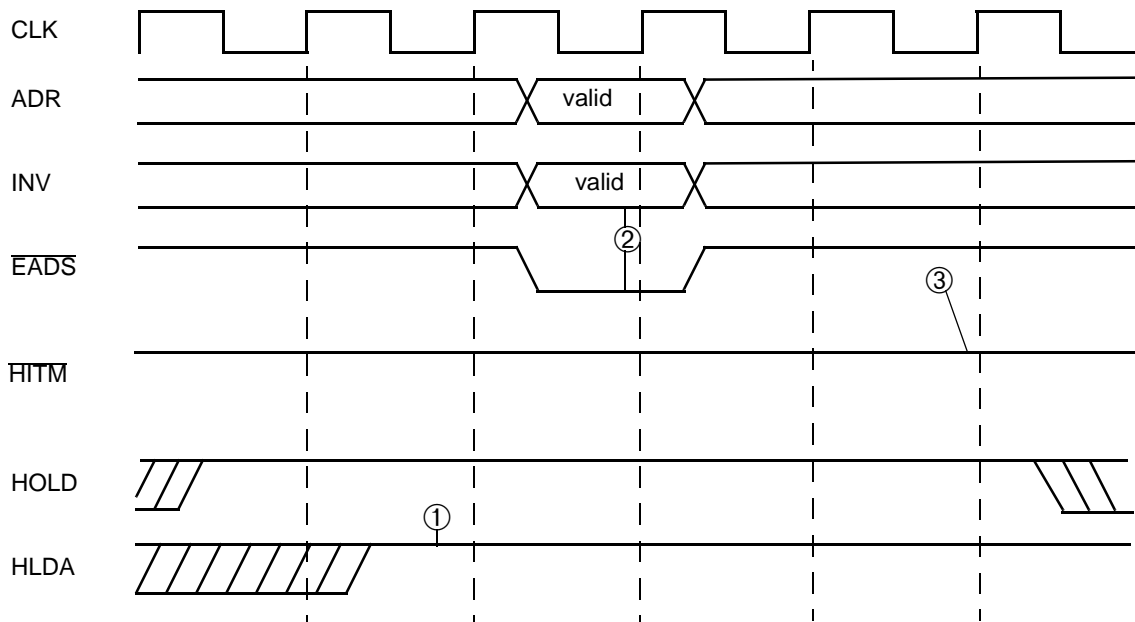 CLK
ADR
valid
INV
valid
②
EADS
③
HITM
HOLD
①
HLDA